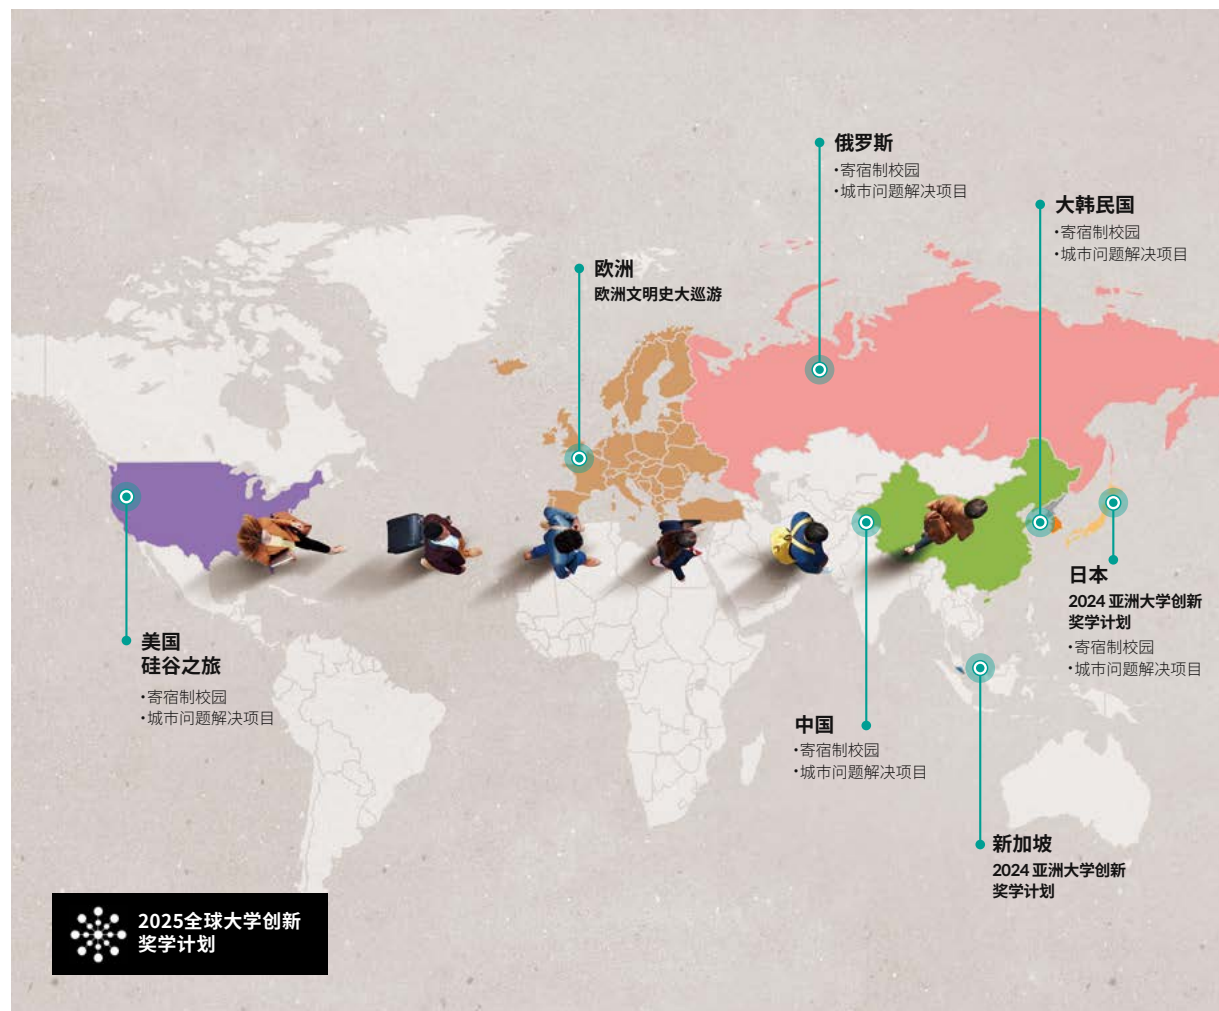 俄罗斯
·寄宿制校园
·城市问题解决项目
大韩民国
·寄宿制校园
·城市问题解决项目
欧洲
欧洲文明史大巡游
日本
2024 亚洲大学创新
奖学计划
·寄宿制校园
·城市问题解决项目
美国
硅谷之旅
·寄宿制校园
·城市问题解决项目
中国
·寄宿制校园
·城市问题解决项目
新加坡
2024 亚洲大学创新
奖学计划
2025全球大学创新
奖学计划